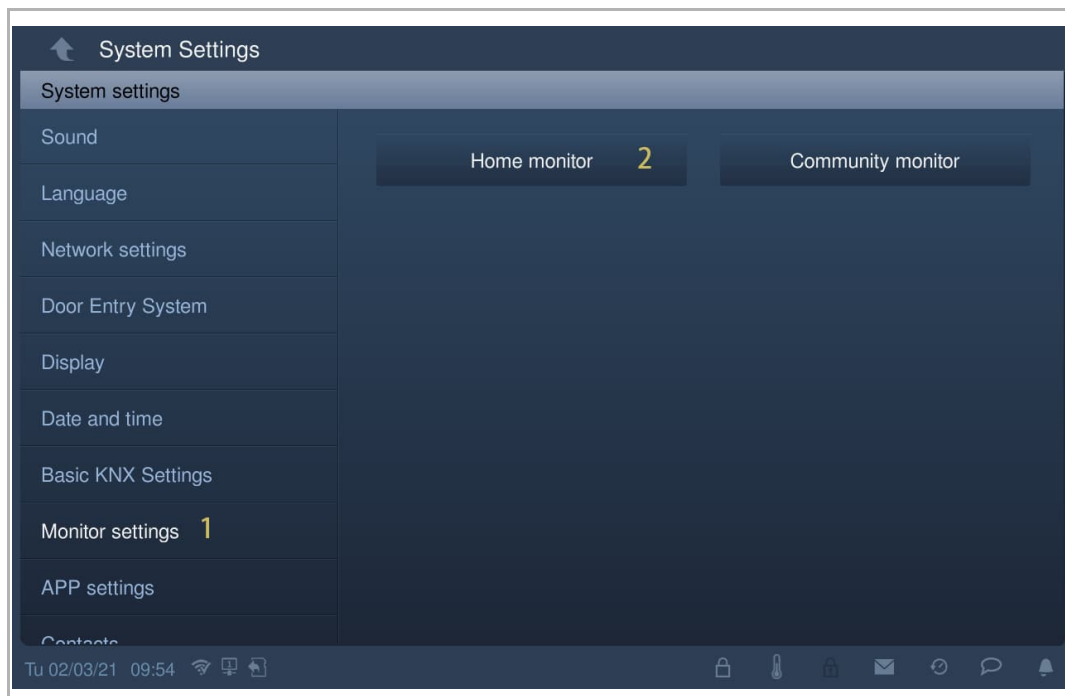 System Settings
System settings
Sound
Language
Network settings
Door Entry System
Display
Date and time
Basic KNX Settings
Monitor settings 1
APP settings
Contacts
Home monitor 2
Community monitor
Tu 02/03/21 09:54